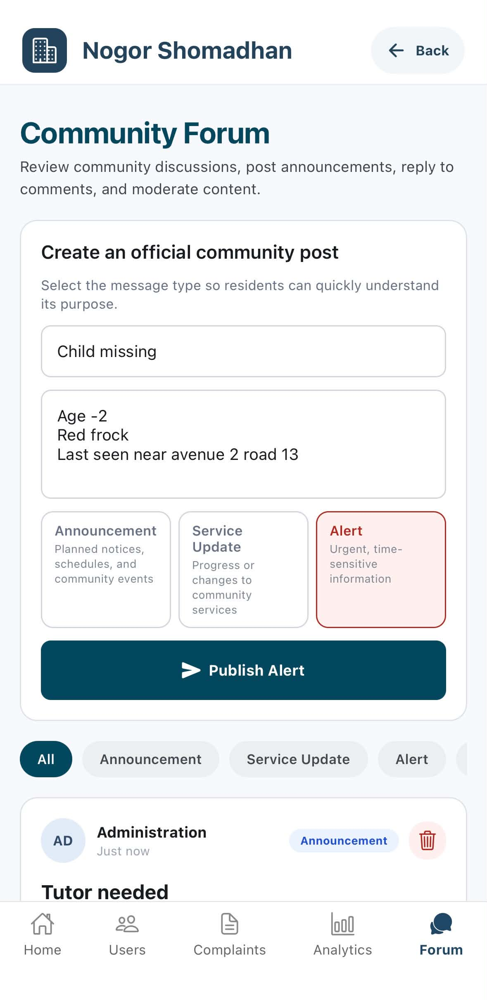 Nogor Shomadhan
Back
Community Forum
Review community discussions, post announcements, reply to
comments, and moderate content.
Create an official community post
Select the message type so residents can quickly understand
its purpose.
Child missing
Age -2
Red frock
Last seen near avenue 2 road 13
Announcement
Planned notices,
schedules, and
community events
Service
Update
Progress or
changes to
community
services
Alert
Urgent, time-
sensitive
information
Publish Alert
All
Announcement
Service Update
Alert
AD
Administration
Just now
Announcement
Tutor needed
Home
Users
Complaints
Analytics
Forum